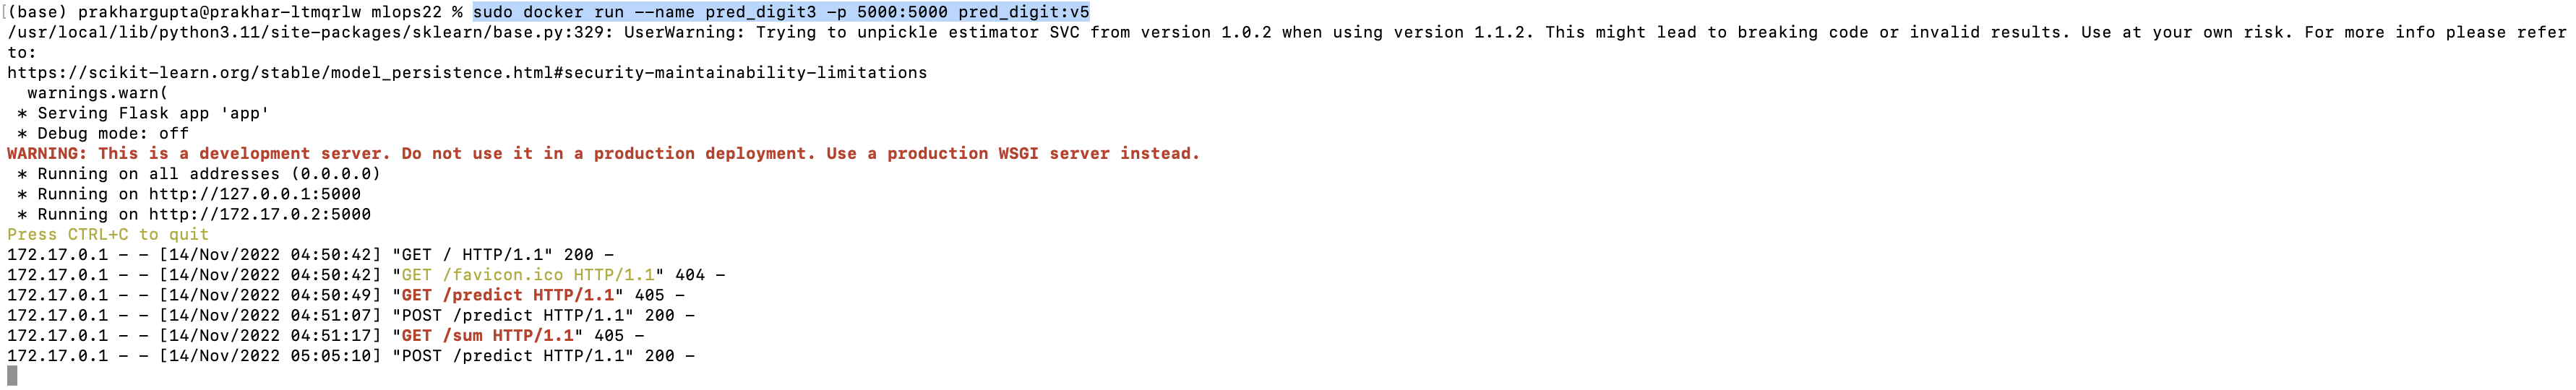 (base) prakhargupta@prakhar-ltmqrlw mlops22 % sudo docker run --name pred_digit3 -p 5000:5000 pred_digit:v5
/usr/local/lib/python3.11/site-packages/sklearn/base.py:329: UserWarning: Trying to unpickle estimator SVC from version 1.0.2 when using version 1.1.2. This might lead to breaking code or invalid results. Use at your own risk. For more info please refer
to:
https://scikit-learn.org/stable/model_persistence.html#security-maintainability-limitations
  warnings.warn(
 * Serving Flask app 'app'
 * Debug mode: off
WARNING: This is a development server. Do not use it in a production deployment. Use a production WSGI server instead.
 * Running on all addresses (0.0.0.0)
 * Running on http://127.0.0.1:5000
 * Running on http://172.17.0.2:5000
Press CTRL+C to quit
172.17.0.1 - - [14/Nov/2022 04:50:42] "GET / HTTP/1.1" 200 -
172.17.0.1 - - [14/Nov/2022 04:50:42] "GET /favicon.ico HTTP/1.1" 404 -
172.17.0.1 - - [14/Nov/2022 04:50:49] "GET /predict HTTP/1.1" 405 -
172.17.0.1 - - [14/Nov/2022 04:51:07] "POST /predict HTTP/1.1" 200 -
172.17.0.1 - - [14/Nov/2022 04:51:17] "GET /sum HTTP/1.1" 405 -
172.17.0.1 - - [14/Nov/2022 05:05:10] "POST /predict HTTP/1.1" 200 -